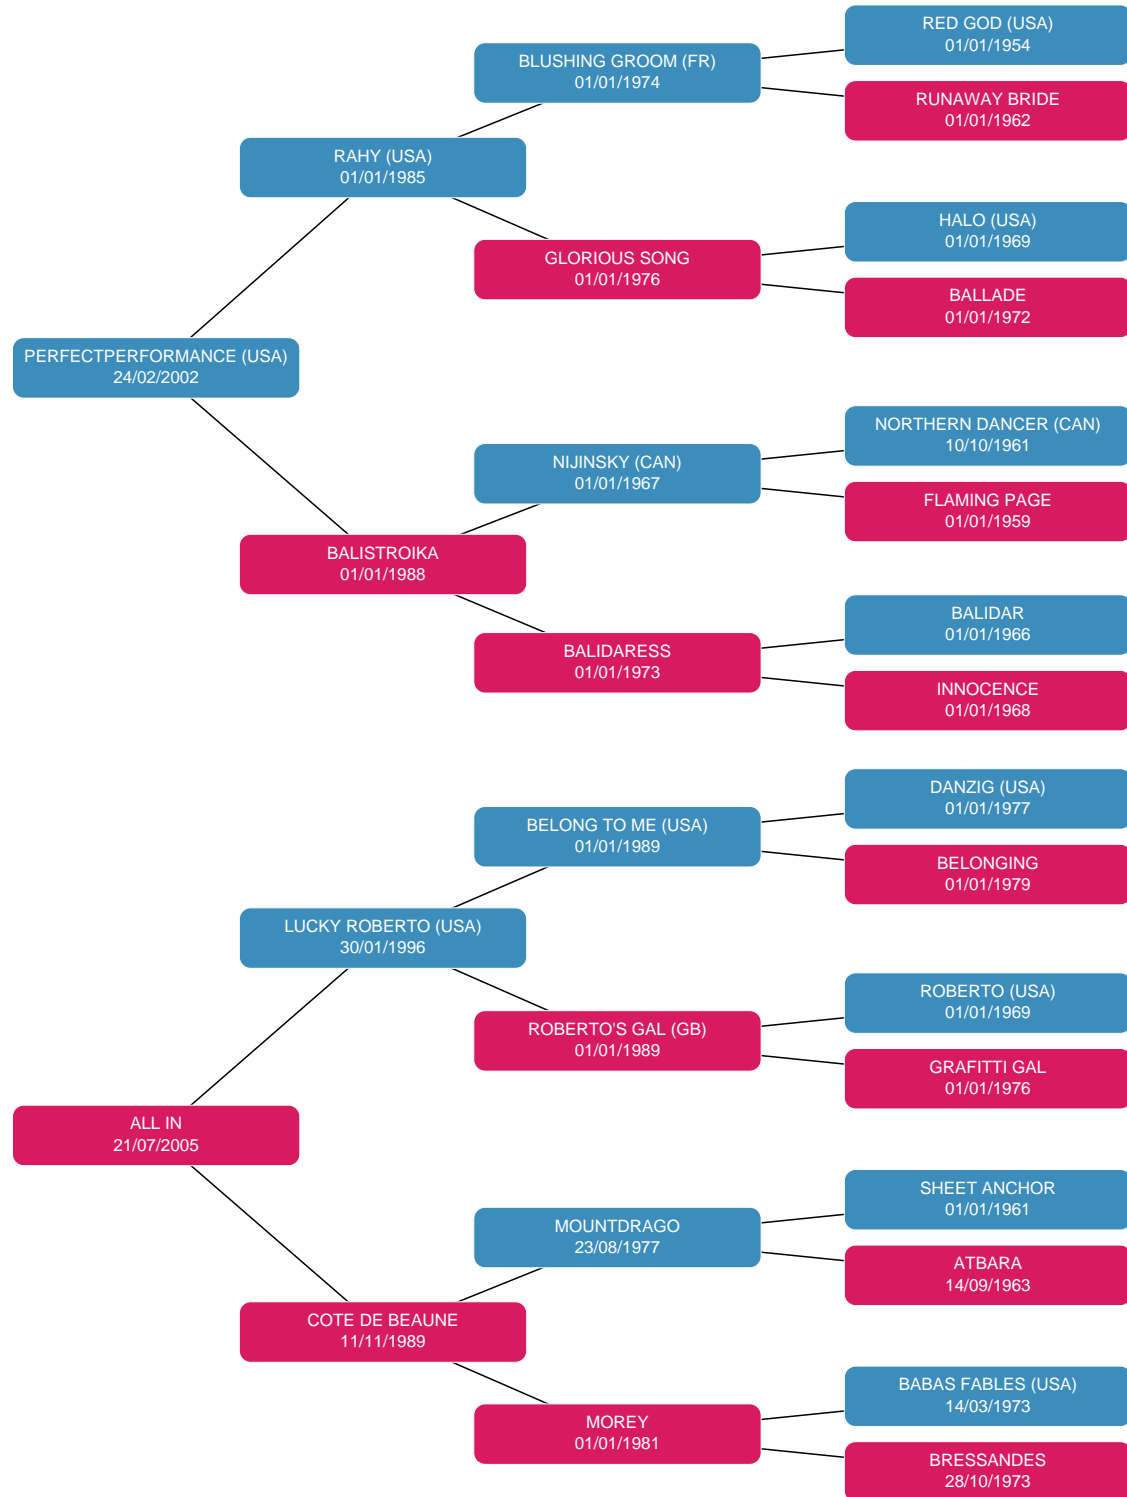 RED GOD (USA)
01/01/1954
BLUSHING GROOM (FR)
01/01/1974
RUNAWAY BRIDE
01/01/1962
RAHY (USA)
01/01/1985
HALO (USA)
01/01/1969
GLORIOUS SONG
01/01/1976
BALLADE
01/01/1972
PERFECTPERFORMANCE (USA)
24/02/2002
NORTHERN DANCER (CAN)
10/10/1961
NIJINSKY (CAN)
01/01/1967
FLAMING PAGE
01/01/1959
BALISTROIKA
01/01/1988
BALIDAR
01/01/1966
BALIDARESS
01/01/1973
INNOCENCE
01/01/1968
DANZIG (USA)
01/01/1977
BELONG TO ME (USA)
01/01/1989
BELONGING
01/01/1979
LUCKY ROBERTO (USA)
30/01/1996
ROBERTO (USA)
01/01/1969
ROBERTO'S GAL (GB)
01/01/1989
GRAFITTI GAL
01/01/1976
ALL IN
21/07/2005
SHEET ANCHOR
01/01/1961
MOUNTDRAGO
23/08/1977
ATBARA
14/09/1963
COTE DE BEAUNE
11/11/1989
BABAS FABLES (USA)
14/03/1973
MOREY
01/01/1981
BRESSANDES
28/10/1973